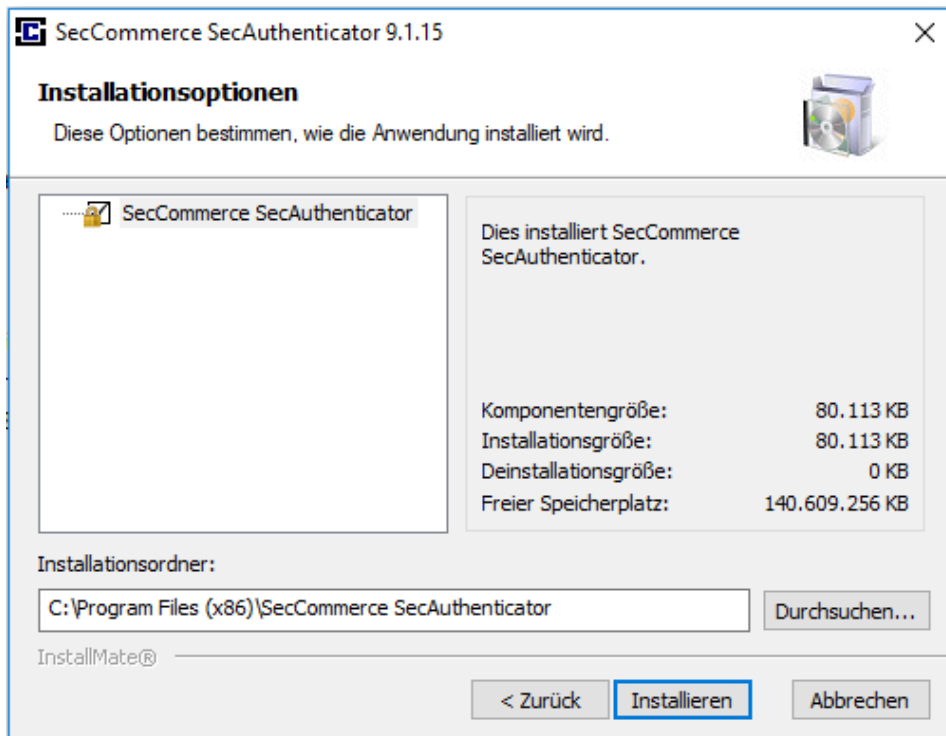 SecCommerce SecAuthenticator 9.1.15
Installationsoptionen
Diese Optionen bestimmen, wie die Anwendung installiert wird.
SecCommerce SecAuthenticator
Dies installiert SecCommerce
SecAuthenticator.
Komponentengröße: 80.113 KB
Installationsgröße: 80.113 KB
Deinstallationsgröße: 0 KB
Freier Speicherplatz: 140.609.256 KB
Installationsordner:
C:\Program Files (x86)\SecCommerce SecAuthenticator
Durchsuchen...
InstallMate®
< Zurück
Installieren
Abbrechen